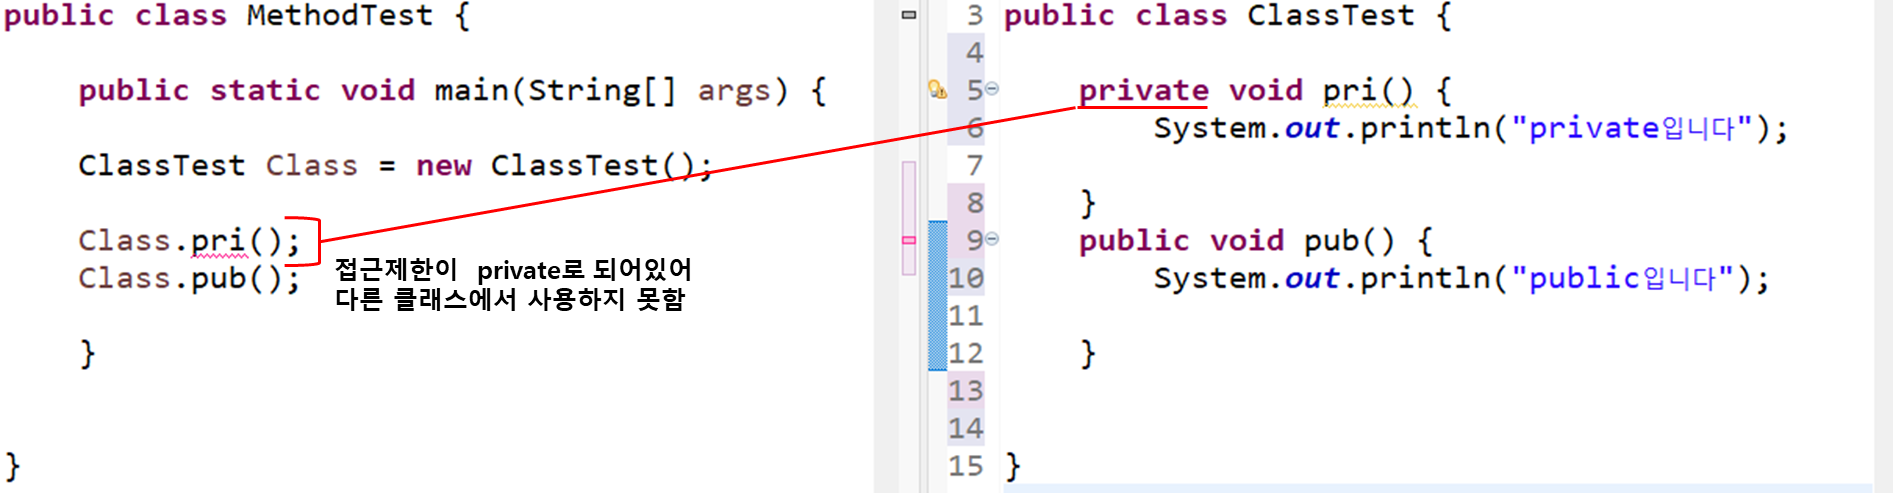 public class MethodTest {
public static void main(String[] args) {
ClassTest Class = new ClassTest();
Class.pri();
Class.pub();
접근제한이 private로 되어있어
다른 클래스에서 사용하지 못함
}
}
3 public class ClassTest {
4
5 private void pri() {
6 System.out.println("private입니다");
7
8 }
9 public void pub() {
10 System.out.println("public입니다");
11
12 }
13
14
15 }